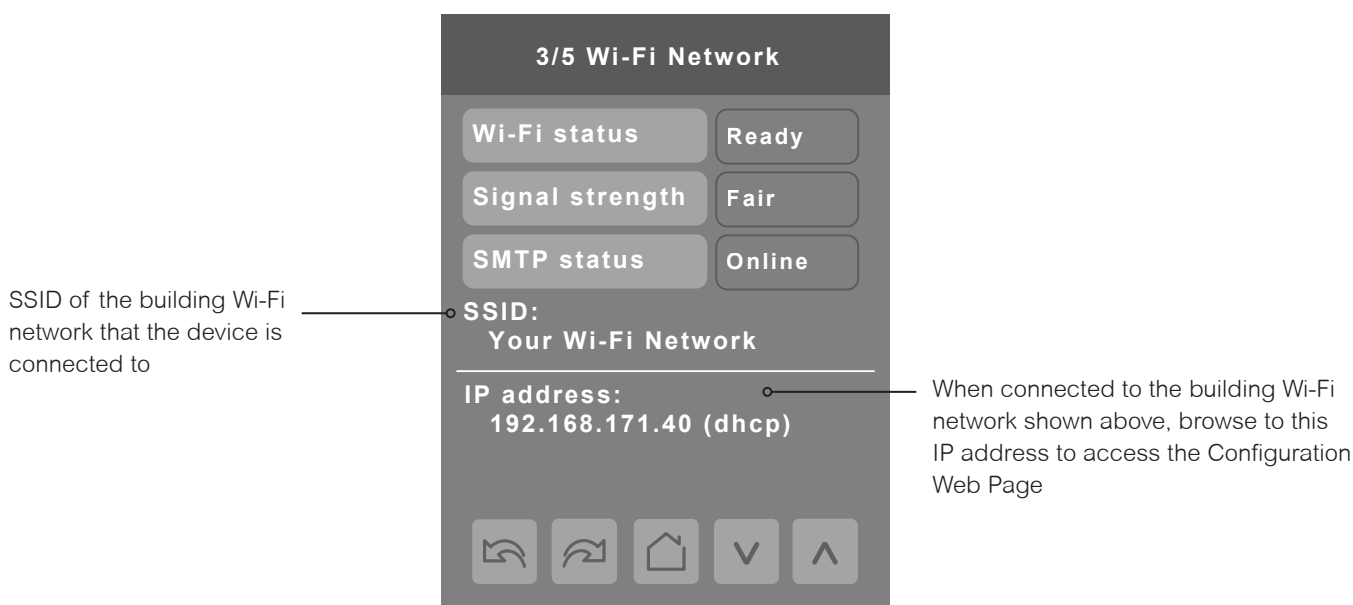 3/5 Wi-Fi Network
Wi-Fi status
Ready
Signal strength
Fair
SMTP status
Online
SSID:
Your Wi-Fi Network
IP address:
192.168.171.40 (dhcp)
SSID of the building Wi-Fi
network that the device is
connected to
When connected to the building Wi-Fi
network shown above, browse to this
IP address to access the Configuration
Web Page